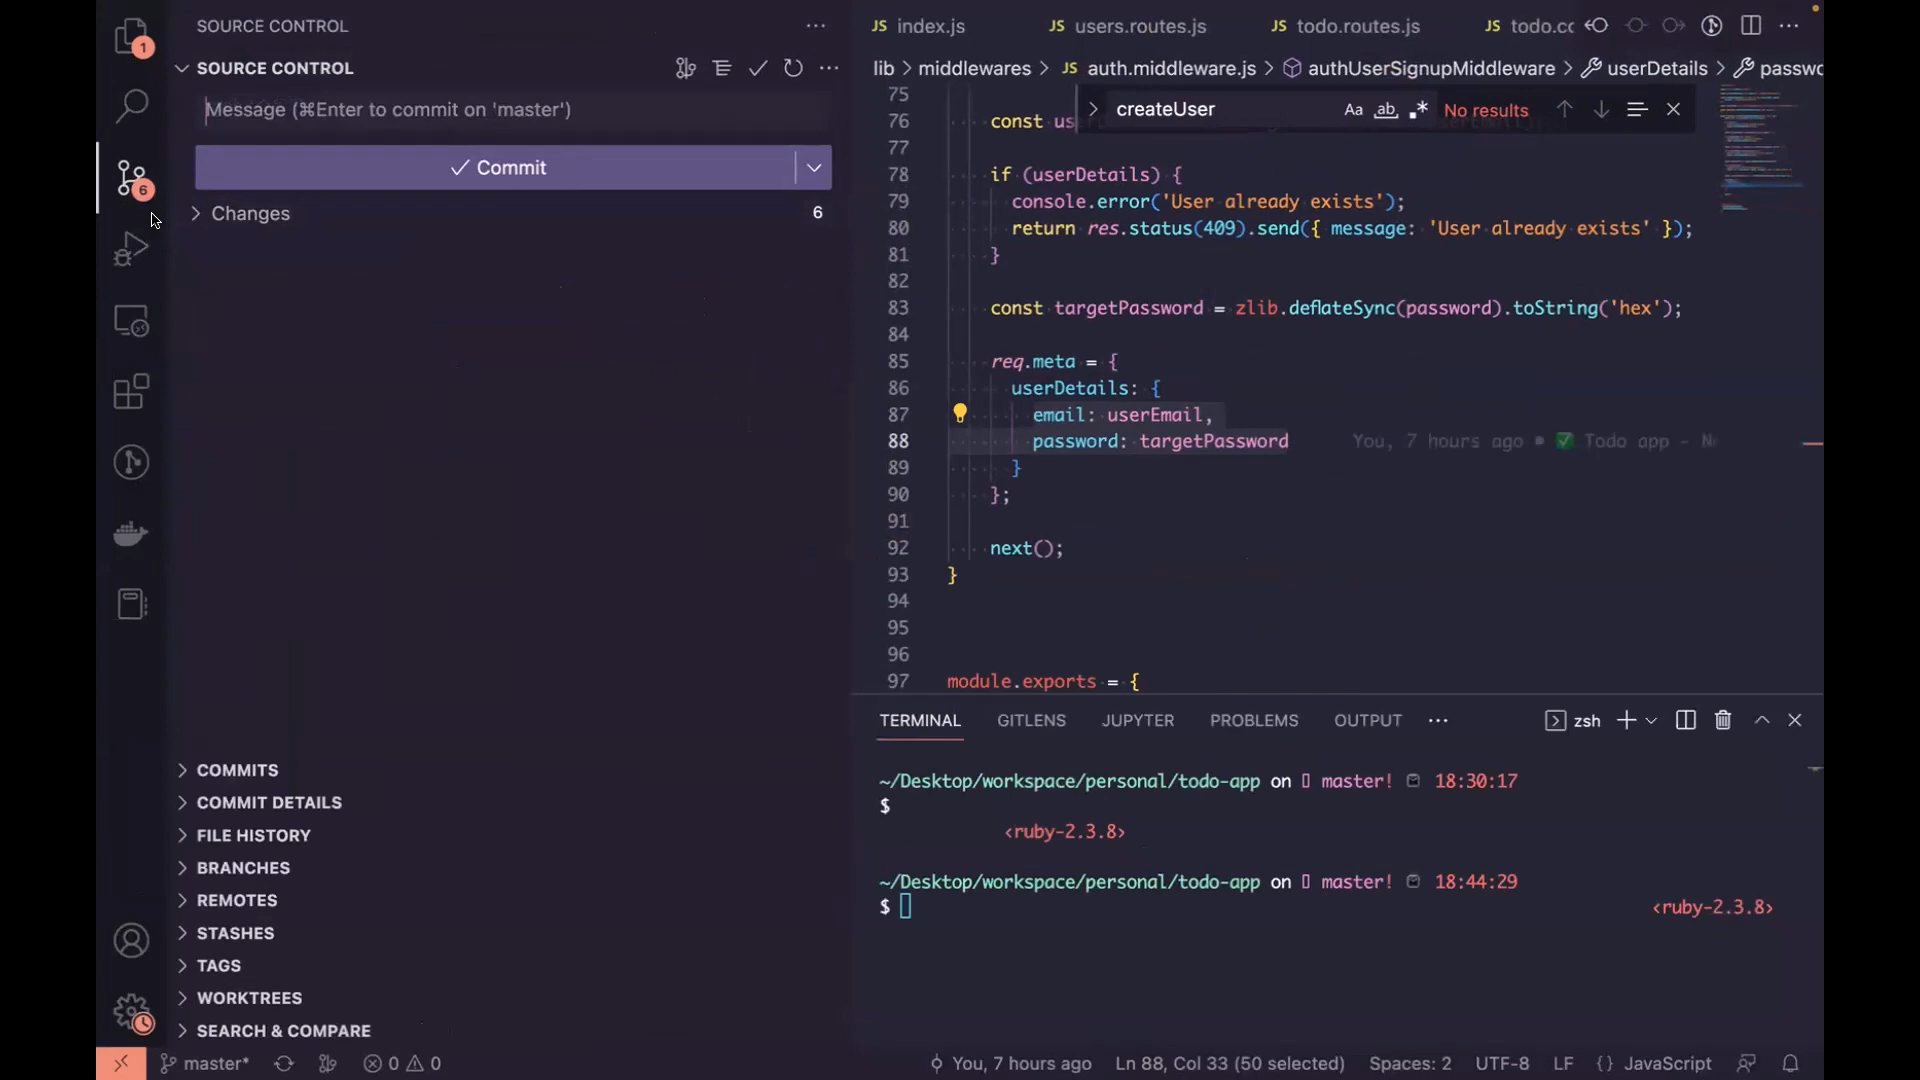 SOURCE CONTROL
SOURCE CONTROL
Message (⌘Enter to commit on 'master')
Commit
Changes
6
1
6
COMMITS
COMMIT DETAILS
FILE HISTORY
BRANCHES
REMOTES
STASHES
TAGS
WORKTREES
SEARCH & COMPARE
JS index.js
JS users.routes.js
JS todo.routes.js
JS todo.co
lib > middlewares > JS auth.middleware.js > authUserSignupMiddleware > userDetails > passwo
createUser
Aa ab .* No results
75
76 const us
77
78 if (userDetails) {
79 console.error('User already exists');
80 return res.status(409).send({ message: 'User already exists' });
81 }
82
83 const targetPassword = zlib.deflateSync(password).toString('hex');
84
85 req.meta = {
86 userDetails: {
87 email: userEmail,
88 password: targetPassword You, 7 hours ago • ✅ Todo app -
89 }
90 };
91
92 next();
93 }
94
95
96
97 module.exports = {
TERMINAL GITLENS JUPYTER PROBLEMS OUTPUT ··· zsh
~/Desktop/workspace/personal/todo-app on master! 18:30:17
$
<ruby-2.3.8>
~/Desktop/workspace/personal/todo-app on master! 18:44:29
$ <ruby-2.3.8>
master* 0 0 You, 7 hours ago Ln 88, Col 33 (50 selected) Spaces: 2 UTF-8 LF {} JavaScript